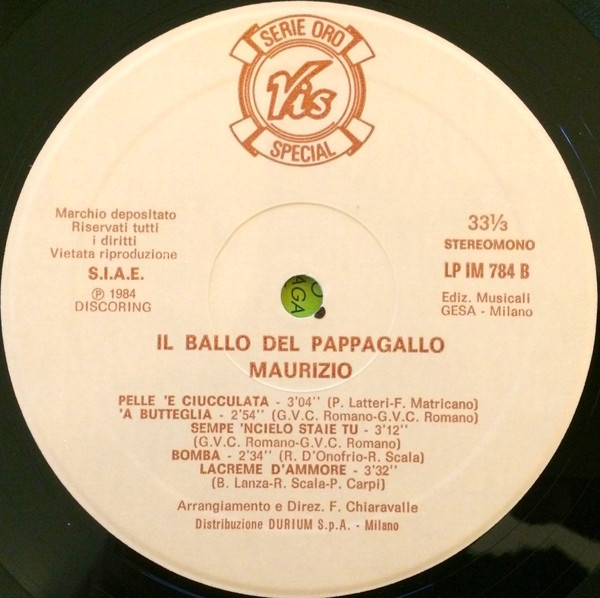 SERIE ORO
Vis
SPECIAL
Marchio depositato
Riservati tutti
i diritti
Vietata riproduzione
S.I.A.E.
℗ 1984
DISCORING
33⅓
STEREOMONO
LP IM 784 B
Ediz. Musicali
GESA - Milano
AGA
IL BALLO DEL PAPPAGALLO
MAURIZIO
PELLE 'E CIUCCULATA - 3'04'' (P. Latteri-F. Matricano)
'A BUTTEGLIA - 2'54'' (G.V.C. Romano-G.V.C. Romano)
SEMPE 'NCIELO STAIE TU - 3'12''
(G.V.C. Romano-G.V.C. Romano)
BOMBA - 2'34'' (R. D'Onofrio-R. Scala)
LACREME D'AMMORE - 3'32''
(B. Lanza-R. Scala-P. Carpi)
Arrangiamento e Direz. F. Chiaravalle
Distribuzione DURIUM S.p.A. - Milano